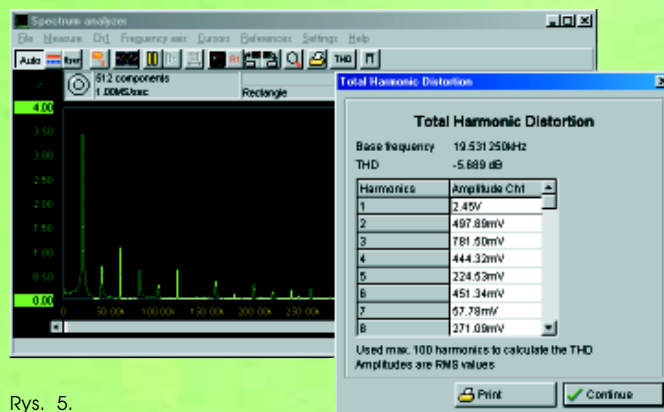 Spectrum analyzer
File Measure Ch1 Frequency axis Cursors References Settings Help
Auto THD
512 components
1.00MS/sec Rectangle
4.00
3.50
3.00
2.50
2.00
1.50
1.00
0.50
0.00
0 50.00k 100.00k 150.00k 200.00k 250.00k
Total Harmonic Distortion
Total Harmonic Distortion
Base frequency 19.531250kHz
THD -5.689 dB
Harmonics Amplitude Ch1
1 2.45V
2 497.89mV
3 781.50mV
4 444.32mV
5 224.53mV
6 451.34mV
7 67.78mV
8 271.09mV
Used max. 100 harmonics to calculate the THD
Amplitudes are RMS values
Print Continue
Rys. 5.